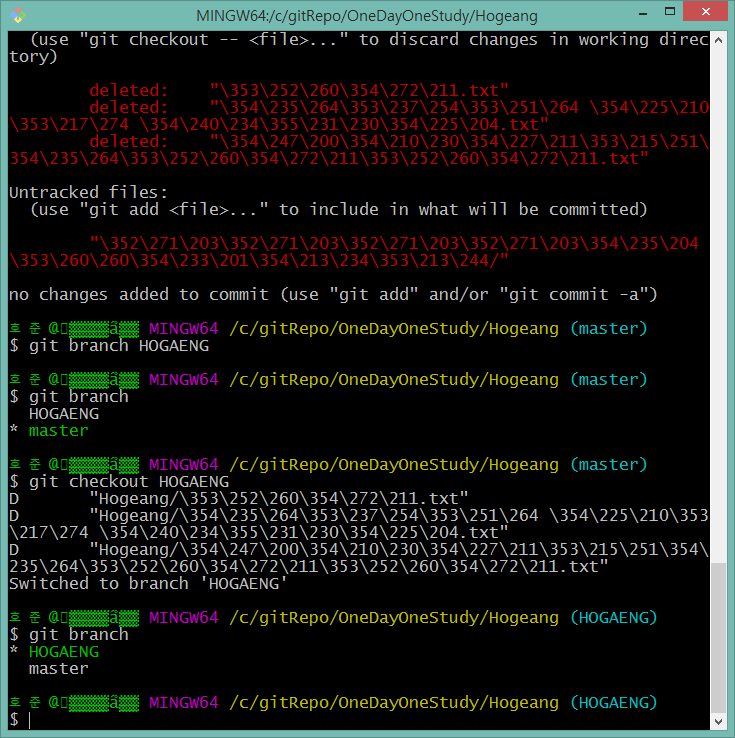 MINGW64:/c/gitRepo/OneDayOneStudy/Hogeang
(use "git checkout -- <file>..." to discard changes in working direc
tory)
deleted:    "\353\252\260\354\272\211.txt"
deleted:    "\354\235\264\353\237\254\353\251\264 \354\225\210
\353\217\274 \354\240\234\355\231\230\354\225\204.txt"
deleted:    "\354\247\200\354\210\230\354\227\211\353\215\251\
354\235\264\353\252\260\354\272\211\353\252\260\354\272\211.txt"
Untracked files:
(use "git add <file>..." to include in what will be committed)
"\352\271\203\352\271\203\352\271\203\352\271\203\354\235\204
\353\260\260\354\233\201\354\213\234\353\213\244/"
no changes added to commit (use "git add" and/or "git commit -a")
호 준 @ MINGW64 /c/gitRepo/OneDayOneStudy/Hogeang (master)
$ git branch HOGAENG
호 준 @ MINGW64 /c/gitRepo/OneDayOneStudy/Hogeang (master)
$ git branch
HOGAENG
* master
호 준 @ MINGW64 /c/gitRepo/OneDayOneStudy/Hogeang (master)
$ git checkout HOGAENG
D       "Hogeang/\353\252\260\354\272\211.txt"
D       "Hogeang/\354\235\264\353\237\254\353\251\264 \354\225\210\353
\217\274 \354\240\234\355\231\230\354\225\204.txt"
D       "Hogeang/\354\247\200\354\210\230\354\227\211\353\215\251\354\
235\264\353\252\260\354\272\211\353\252\260\354\272\211.txt"
Switched to branch 'HOGAENG'
호 준 @ MINGW64 /c/gitRepo/OneDayOneStudy/Hogeang (HOGAENG)
$ git branch
* HOGAENG
master
호 준 @ MINGW64 /c/gitRepo/OneDayOneStudy/Hogeang (HOGAENG)
$